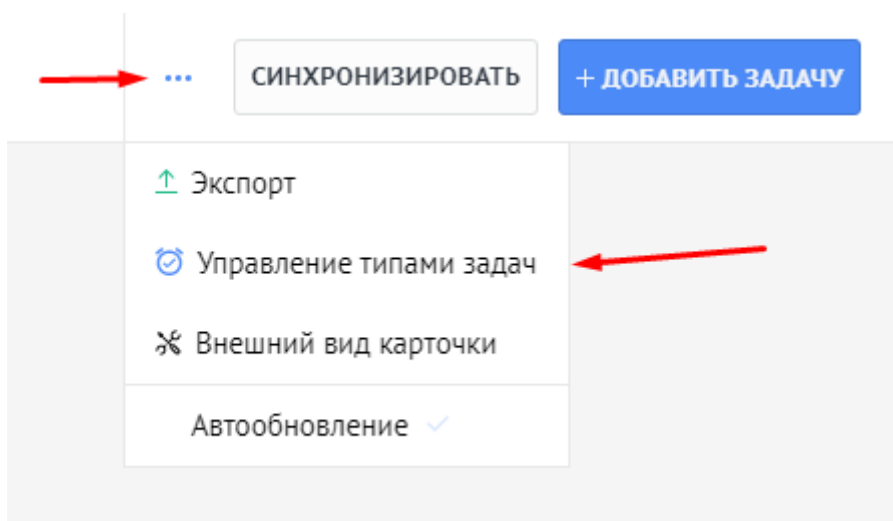 ... СИНХРОНИЗИРОВАТЬ + ДОБАВИТЬ ЗАДАЧУ
Экспорт
Управление типами задач
Внешний вид карточки
Автообновление